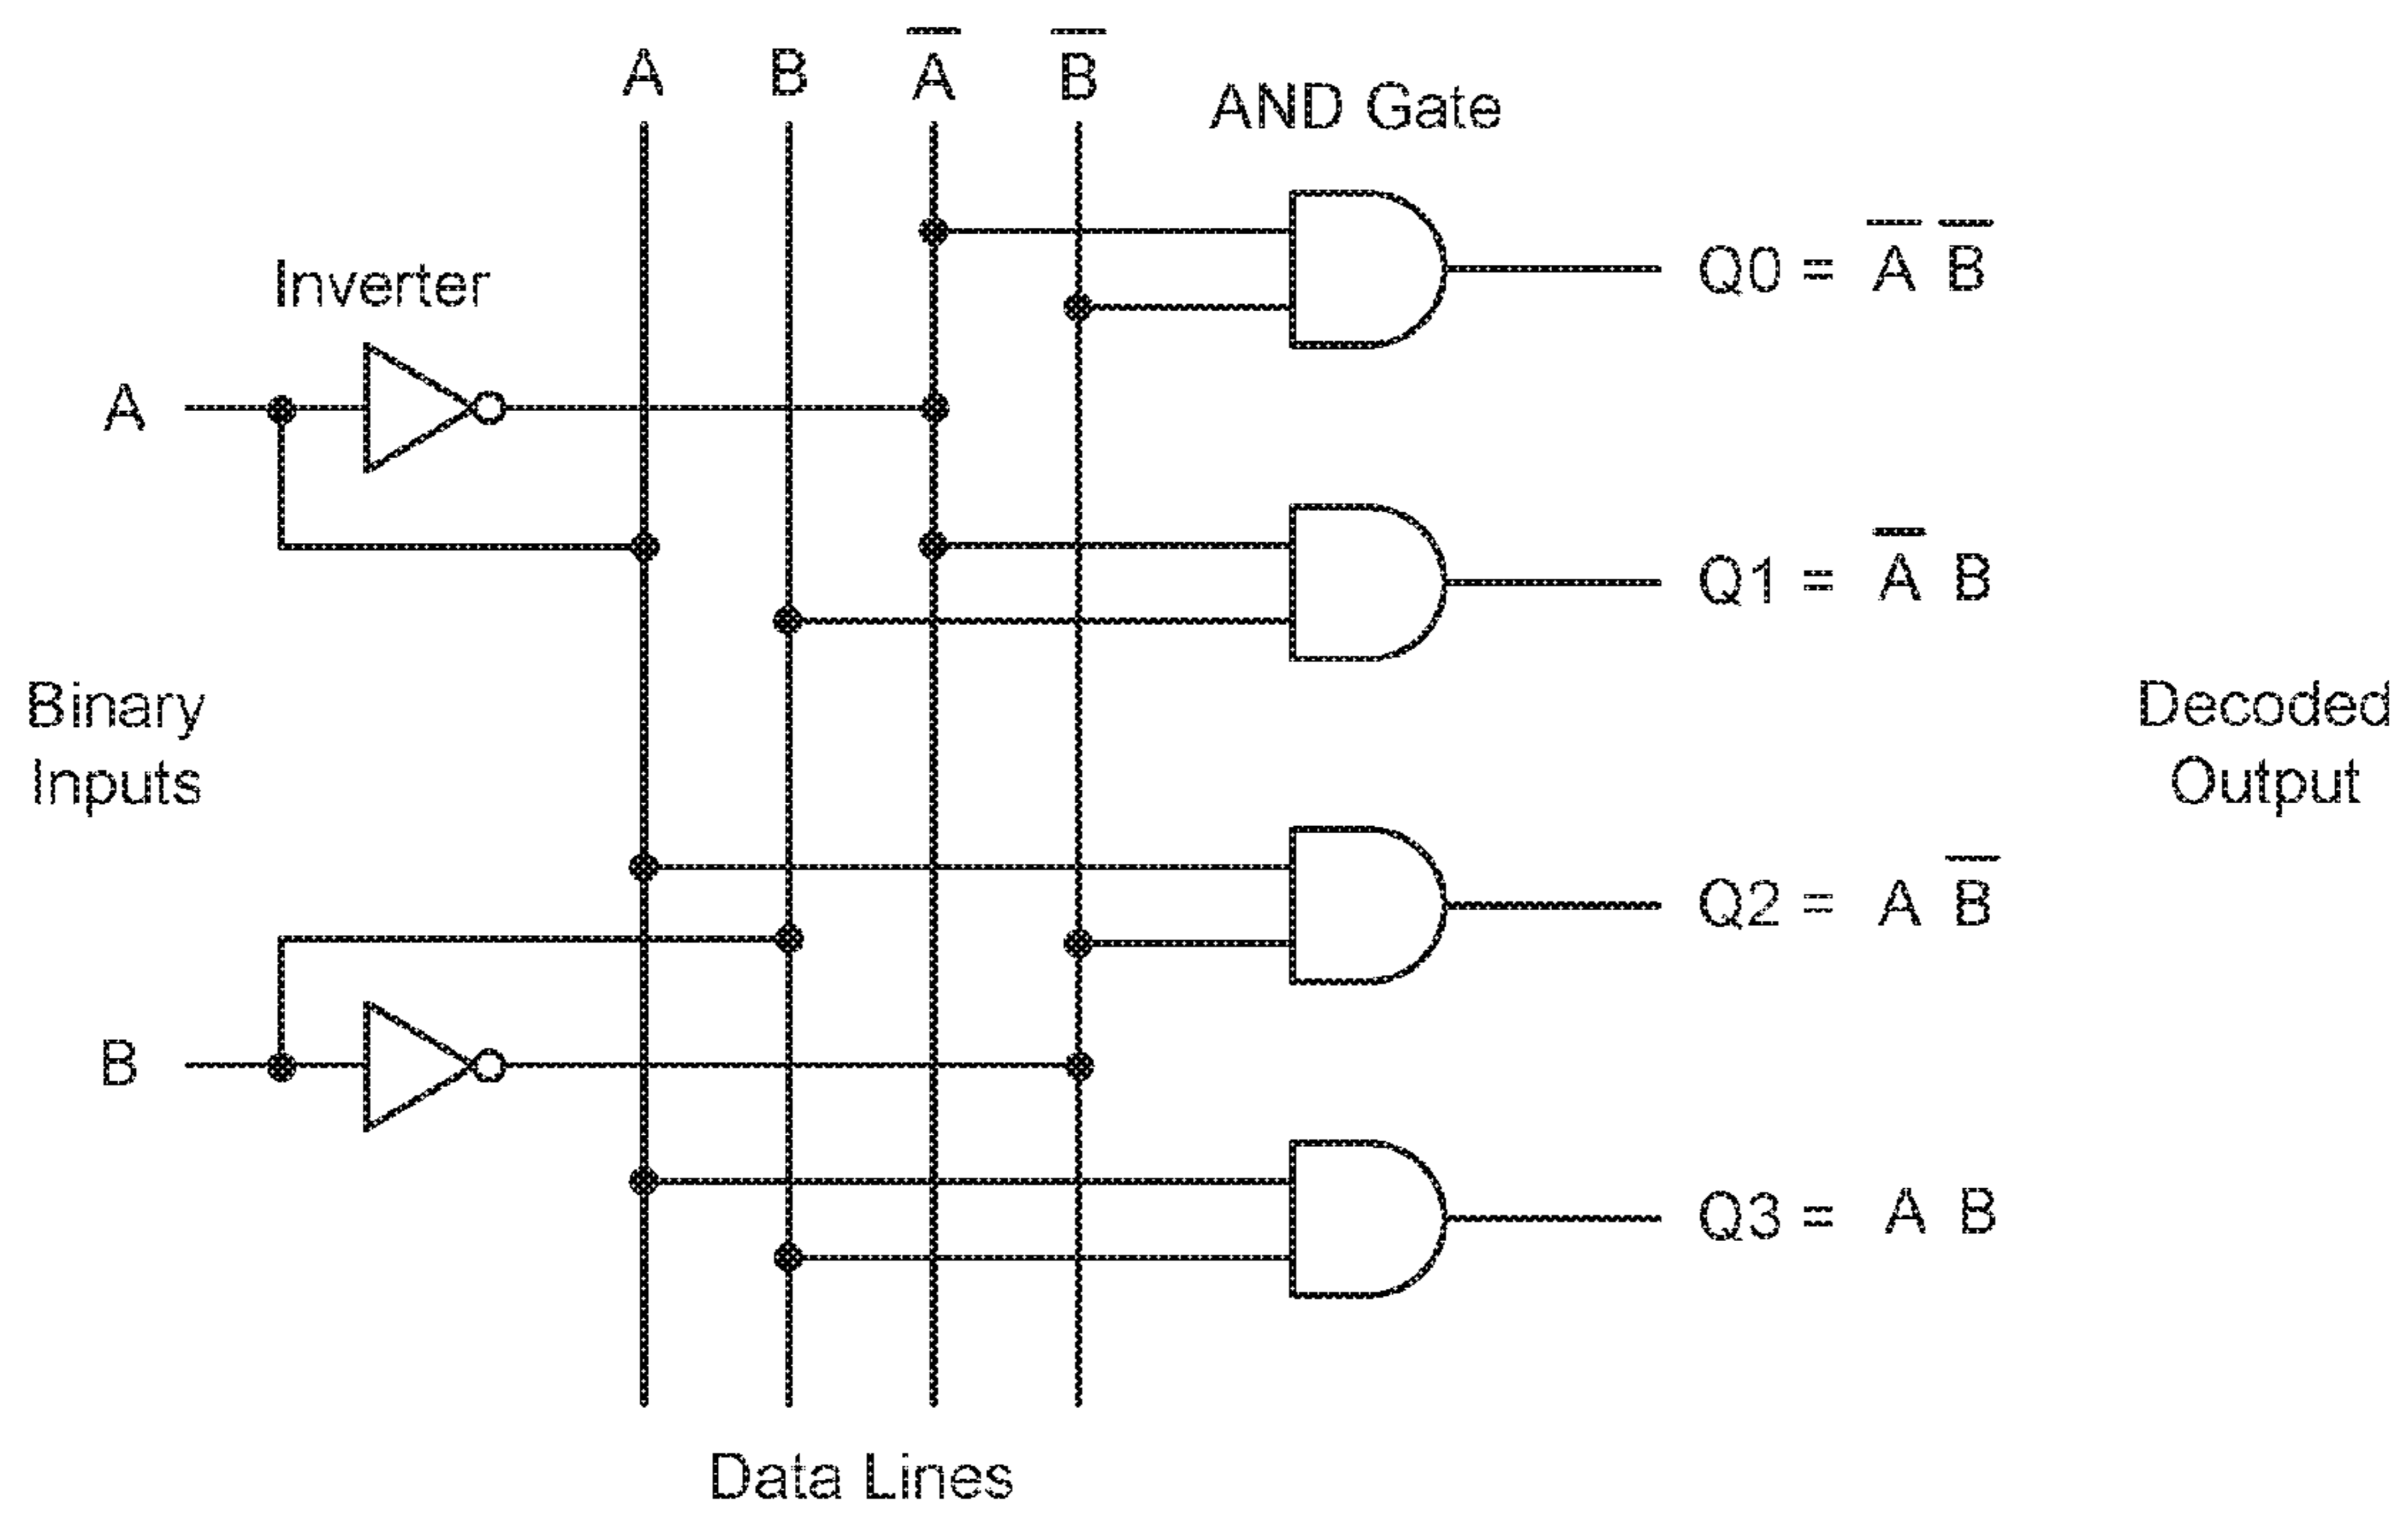 A B A̅ B̅
AND Gate
Q0 = A̅ B̅
Inverter
A
Q1 = A̅ B
Binary
Inputs
Decoded
Output
Q2 = A B̅
B
Q3 = A B
Data Lines